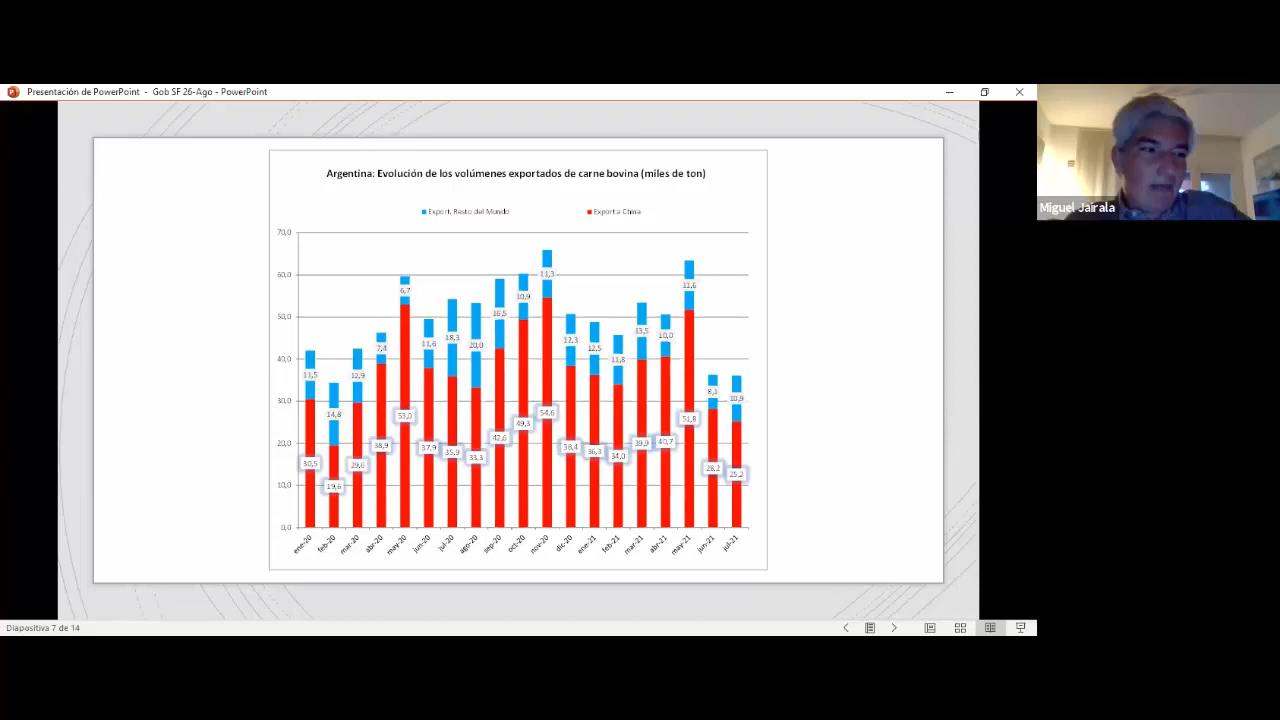 Presentación de PowerPoint - Gob SF 26-Ago - PowerPoint
Miguel Jairala
Argentina: Evolución de los volúmenes exportados de carne bovina (miles de ton)
Export. Resto del Mundo
Export a China
70,0
60,0
50,0
40,0
30,0
20,0
10,0
0,0
11,5
14,8
12,9
7,4
6,7
11,6
18,3
20,0
16,5
10,9
11,3
12,3
12,5
11,8
13,5
10,0
11,6
8,1
10,9
30,5
19,6
29,6
38,9
53,0
37,9
35,9
33,3
42,6
49,3
54,6
38,4
36,3
34,0
39,9
40,7
51,8
28,2
25,2
ene-20
feb-20
mar-20
abr-20
may-20
jun-20
jul-20
ago-20
sep-20
oct-20
nov-20
dic-20
ene-21
feb-21
mar-21
abr-21
may-21
jun-21
jul-21
Diapositiva 7 de 14